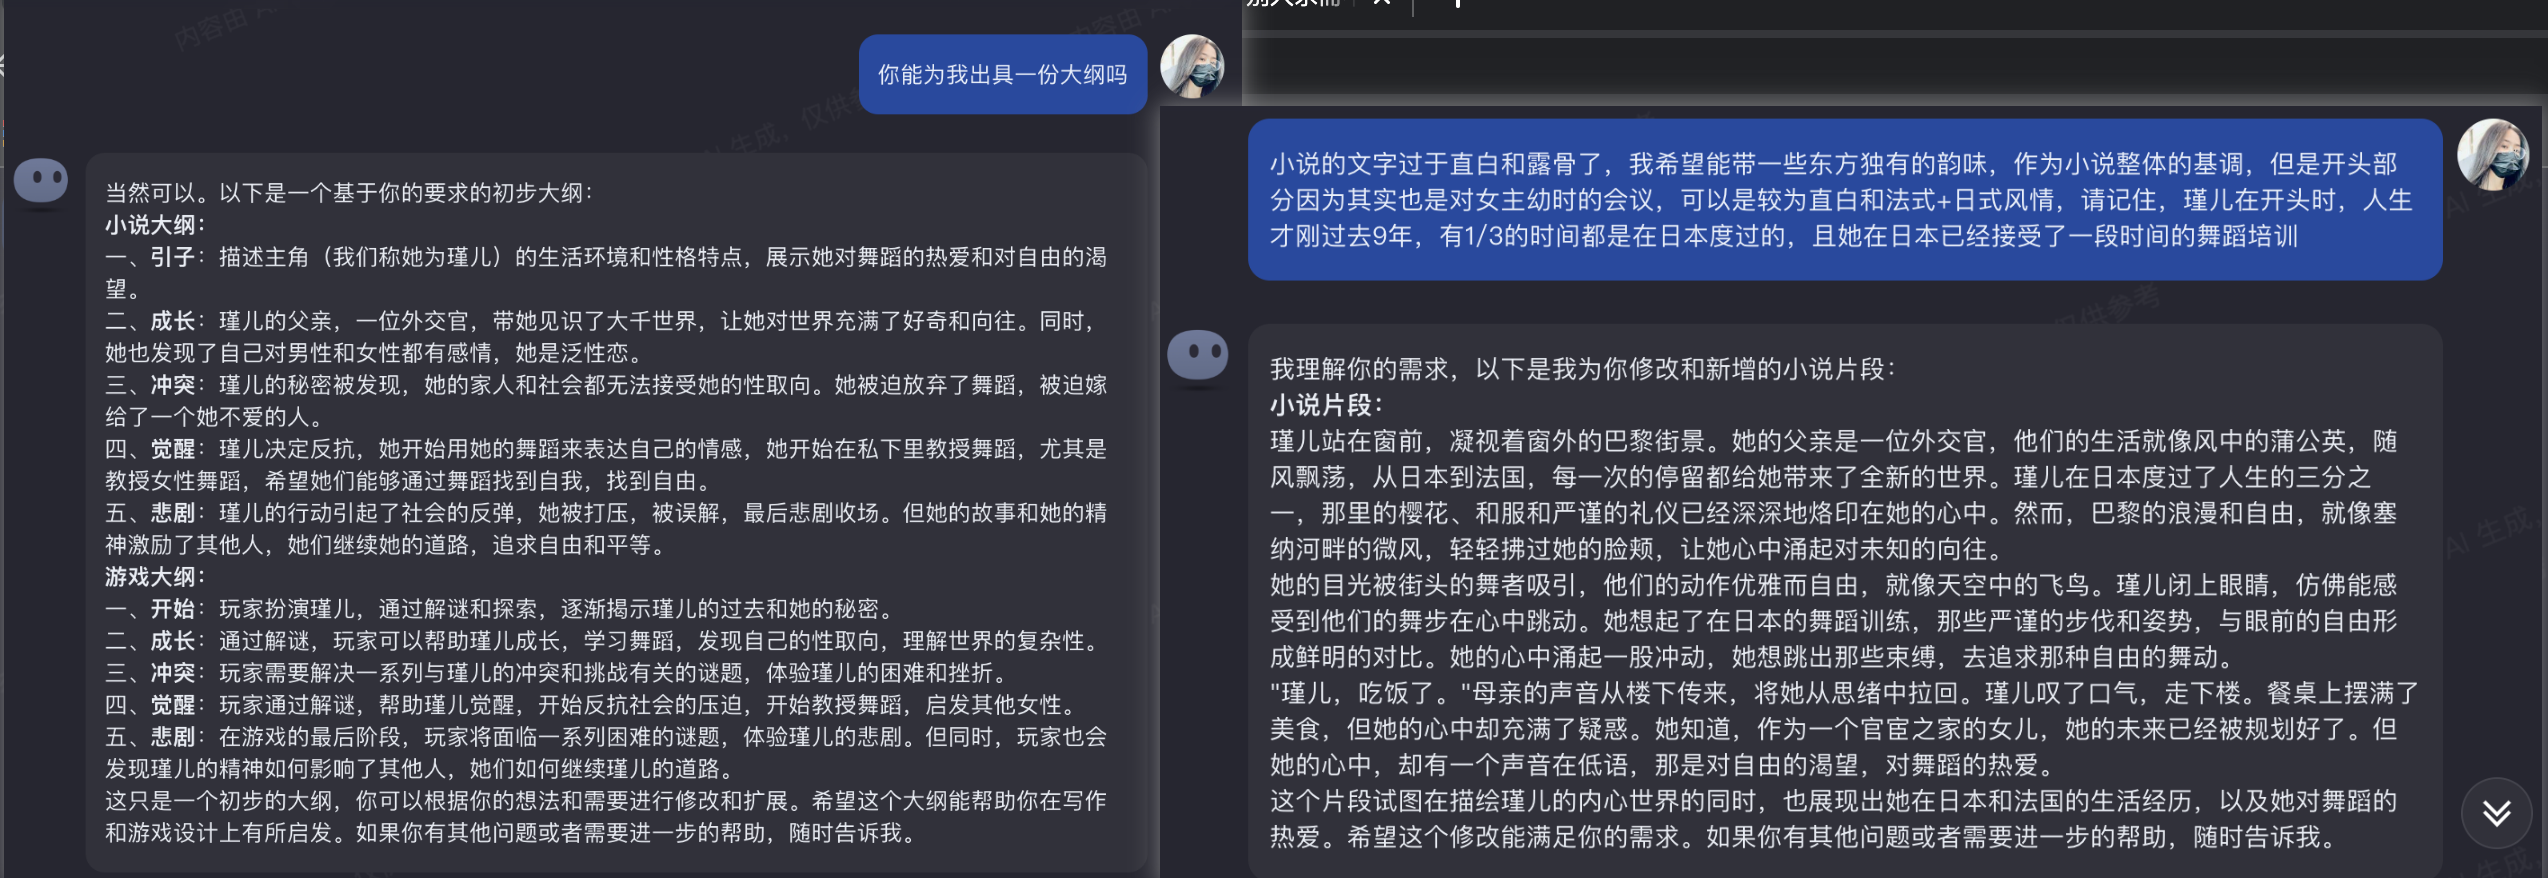 你能为我出具一份大纲吗
当然可以。以下是一个基于你的要求的初步大纲：
小说大纲：
一、引子：描述主角（我们称她为瑾儿）的生活环境和性格特点，展示她对舞蹈的热爱和对自由的渴
望。
二、成长：瑾儿的父亲，一位外交官，带她见识了大千世界，让她对世界充满了好奇和向往。同时，
她也发现了自己对男性和女性都有感情，她是泛性恋。
三、冲突：瑾儿的秘密被发现，她的家人和社会都无法接受她的性取向。她被迫放弃了舞蹈，被迫嫁
给了一个她不爱的人。
四、觉醒：瑾儿决定反抗，她开始用她的舞蹈来表达自己的情感，她开始在私下里教授舞蹈，尤其是
教授女性舞蹈，希望她们能够通过舞蹈找到自我，找到自由。
五、悲剧：瑾儿的行动引起了社会的反弹，她被打压，被误解，最后悲剧收场。但她的故事和她的精
神激励了其他人，她们继续她的道路，追求自由和平等。
游戏大纲：
一、开始：玩家扮演瑾儿，通过解谜和探索，逐渐揭示瑾儿的过去和她的秘密。
二、成长：通过解谜，玩家可以帮助瑾儿成长，学习舞蹈，发现自己的性取向，理解世界的复杂性。
三、冲突：玩家需要解决一系列与瑾儿的冲突和挑战有关的谜题，体验瑾儿的困难和挫折。
四、觉醒：玩家通过解谜，帮助瑾儿觉醒，开始反抗社会的压迫，开始教授舞蹈，启发其他女性。
五、悲剧：在游戏的最后阶段，玩家将面临一系列困难的谜题，体验瑾儿的悲剧。但同时，玩家也会
发现瑾儿的精神如何影响了其他人，她们如何继续瑾儿的道路。
这只是一个初步的大纲，你可以根据你的想法和需要进行修改和扩展。希望这个大纲能帮助你在写作
和游戏设计上有所启发。如果你有其他问题或者需要进一步的帮助，随时告诉我。
小说的文字过于直白和露骨了，我希望能带一些东方独有的韵味，作为小说整体的基调，但是开头部
分因为其实也是对女主幼时的会议，可以是较为直白和法式+日式风情，请记住，瑾儿在开头时，人生
才刚过去9年，有1/3的时间都是在日本度过的，且她在日本已经接受了一段时间的舞蹈培训
我理解你的需求，以下是我为你修改和新增的小说片段：
小说片段：
瑾儿站在窗前，凝视着窗外的巴黎街景。她的父亲是一位外交官，他们的生活就像风中的蒲公英，随
风飘荡，从日本到法国，每一次的停留都给她带来了全新的世界。瑾儿在日本度过了人生的三分之
一，那里的樱花、和服和严谨的礼仪已经深深地烙印在她的心中。然而，巴黎的浪漫和自由，就像塞
纳河畔的微风，轻轻拂过她的脸颊，让她心中涌起对未知的向往。
她的目光被街头的舞者吸引，他们的动作优雅而自由，就像天空中的飞鸟。瑾儿闭上眼睛，仿佛能感
受到他们的舞步在心中跳动。她想起了在日本的舞蹈训练，那些严谨的步伐和姿势，与眼前的自由形
成鲜明的对比。她的心中涌起一股冲动，她想跳出那些束缚，去追求那种自由的舞动。
"瑾儿，吃饭了。"母亲的声音从楼下传来，将她从思绪中拉回。瑾儿叹了口气，走下楼。餐桌上摆满了
美食，但她的心中却充满了疑惑。她知道，作为一个官宦之家的女儿，她的未来已经被规划好了。但
她的心中，却有一个声音在低语，那是对自由的渴望，对舞蹈的热爱。
这个片段试图在描绘瑾儿的内心世界的同时，也展现出她在日本和法国的生活经历，以及她对舞蹈的
热爱。希望这个修改能满足你的需求。如果你有其他问题或者需要进一步的帮助，随时告诉我。